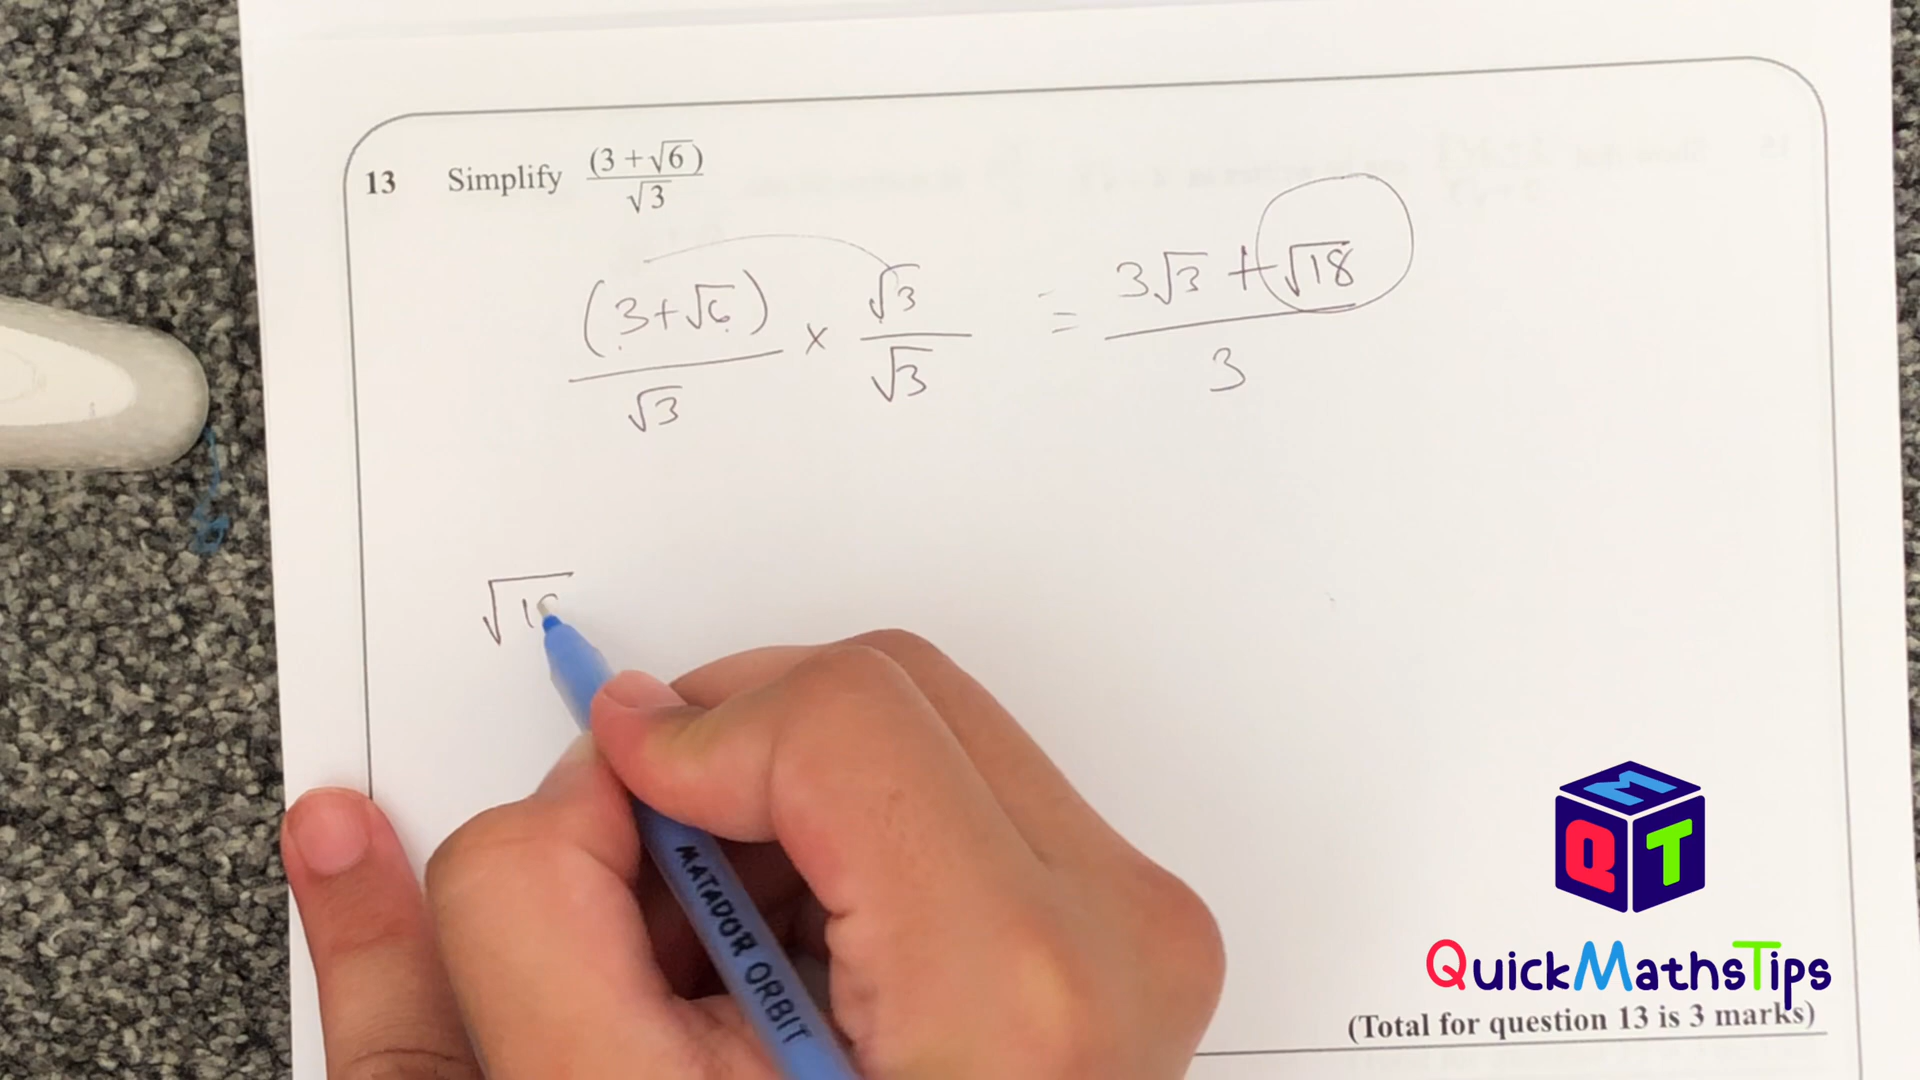 13 Simplify (3 + √6) / √3
(3 + √6) / √3 × √3 / √3 = (3√3 + √18) / 3
MATADOR ORBIT
M
Q T
QuickMathsTips
(Total for question 13 is 3 marks)